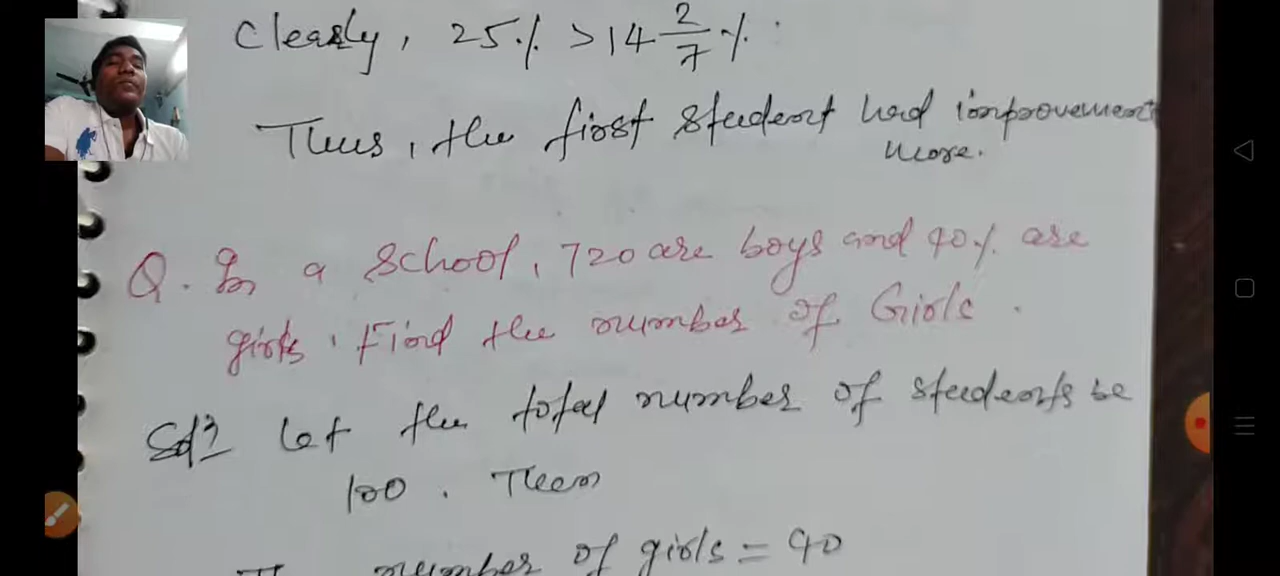 Clearly, 25% > 14 2/7 %.
Thus, the first student had improvement
more.
Q. In a School, 720 are boys and 40% are
girls. Find the number of Girls.
Sol? Let the total number of students be
100. Then
The number of girls = 40